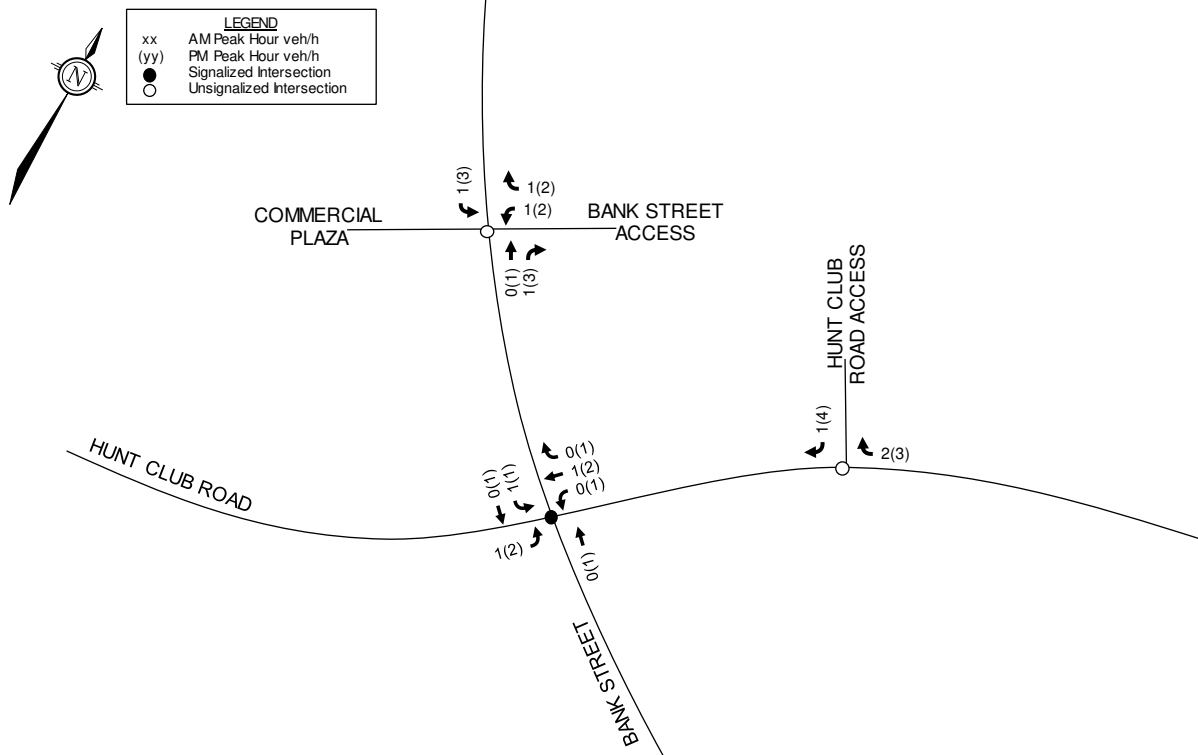 LEGEND
xx AM Peak Hour veh/h
(yy) PM Peak Hour veh/h
Signalized Intersection
Unsignalized Intersection
N
1(3)
1(2)
1(2)
COMMERCIAL
PLAZA
BANK STREET
ACCESS
0(1)
1(3)
HUNT CLUB
ROAD ACCESS
1(4)
2(3)
HUNT CLUB ROAD
0(1)
1(1)
0(1)
1(2)
0(1)
1(2)
0(1)
BANK STREET